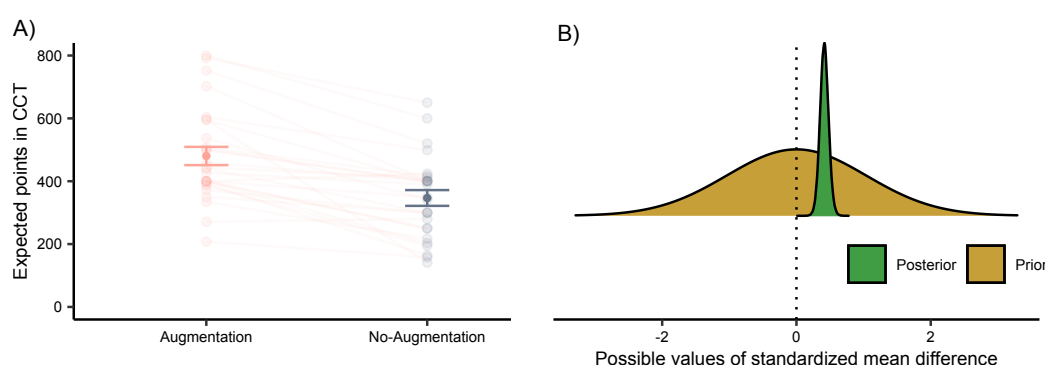 A)
Expected points in CCT
800
600
400
200
0
Augmentation
No-Augmentation
B)
Posterior
Prior
-2
0
2
Possible values of standardized mean difference